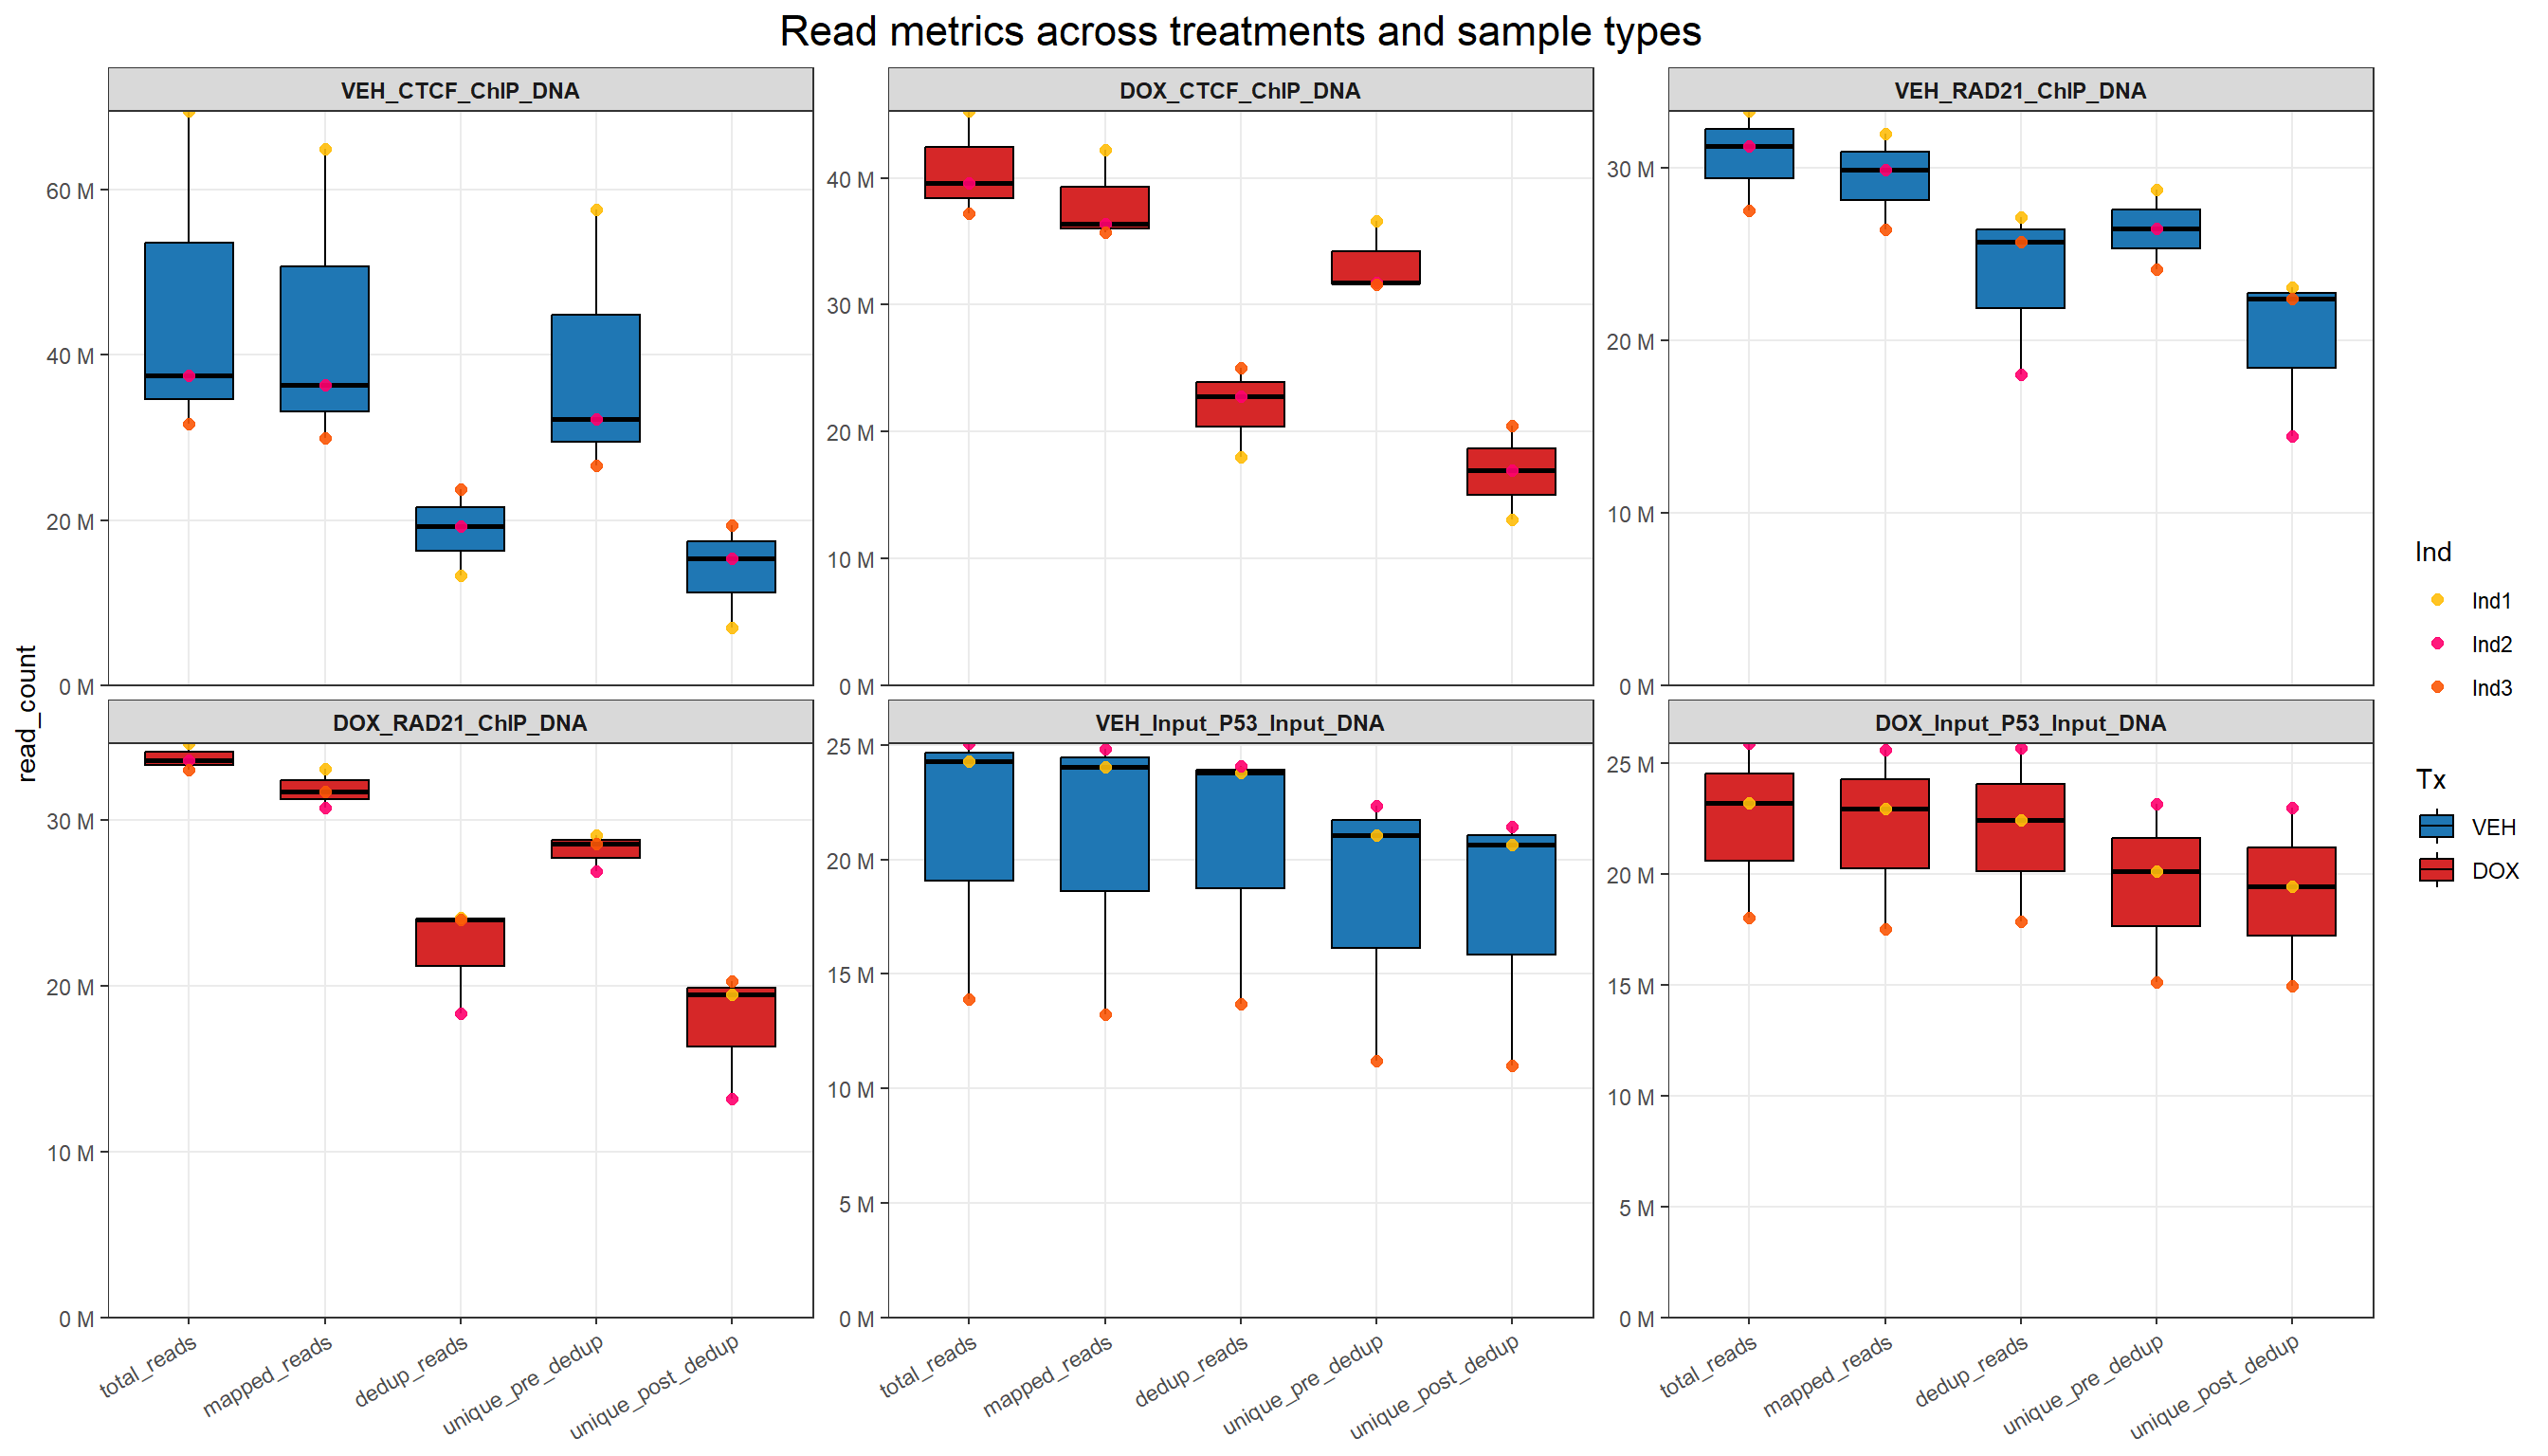 Read metrics across treatments and sample types
read_count
VEH_CTCF_ChIP_DNA
60 M
40 M
20 M
0 M
DOX_CTCF_ChIP_DNA
40 M
30 M
20 M
10 M
0 M
VEH_RAD21_ChIP_DNA
30 M
20 M
10 M
0 M
DOX_RAD21_ChIP_DNA
30 M
20 M
10 M
0 M
total_reads
mapped_reads
dedup_reads
unique_pre_dedup
unique_post_dedup
VEH_Input_P53_Input_DNA
25 M
20 M
15 M
10 M
5 M
0 M
total_reads
mapped_reads
dedup_reads
unique_pre_dedup
unique_post_dedup
DOX_Input_P53_Input_DNA
25 M
20 M
15 M
10 M
5 M
0 M
total_reads
mapped_reads
dedup_reads
unique_pre_dedup
unique_post_dedup
Ind
Ind1
Ind2
Ind3
Tx
VEH
DOX